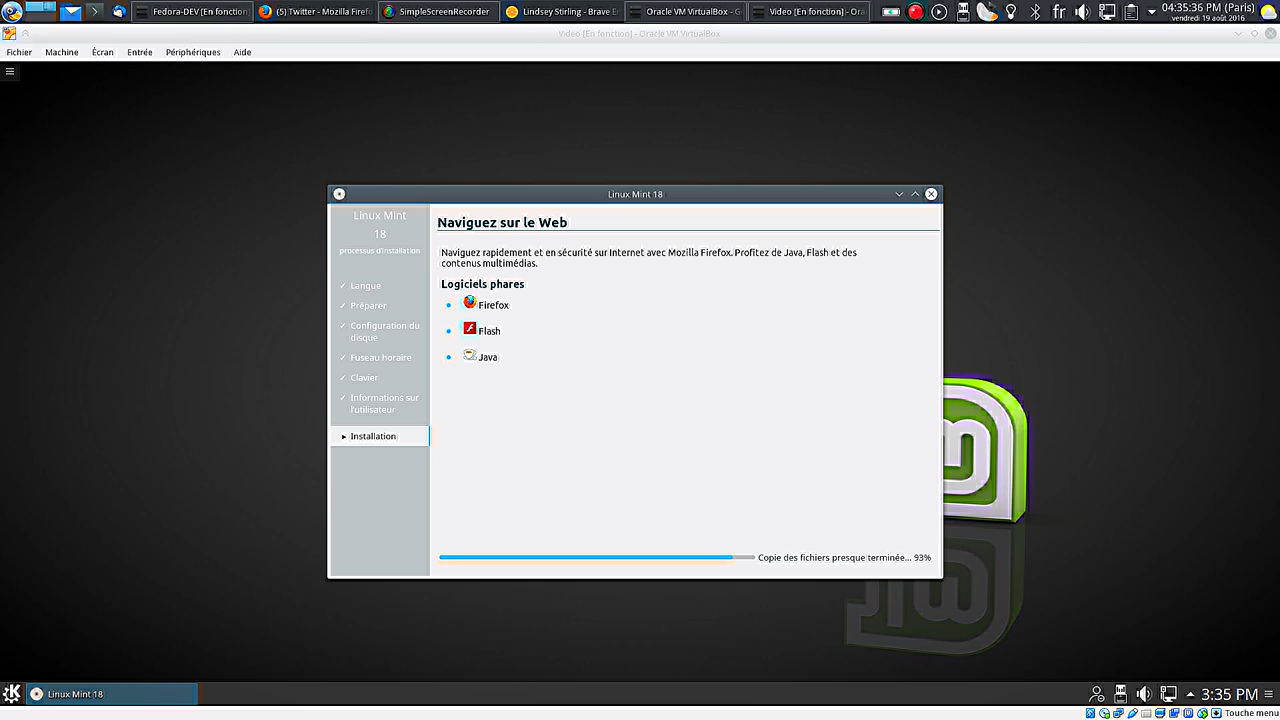 Fedora-DEV [En fonction
(5) Twitter - Mozilla Firef
SimpleScreenRecorder
Lindsey Stirling - Brave E
Oracle VM VirtualBox - G
Video [En fonction] - Ora
fr
04:35:36 PM (Paris)
vendredi 19 août 2016
Video [En fonction] - Oracle VM VirtualBox
Fichier Machine Écran Entrée Périphériques Aide
Linux Mint 18
Linux Mint
18
processus d'installation
✓ Langue
✓ Préparer
✓ Configuration du
disque
✓ Fuseau horaire
✓ Clavier
✓ Informations sur
l'utilisateur
▸ Installation
Naviguez sur le Web
Naviguez rapidement et en sécurité sur Internet avec Mozilla Firefox. Profitez de Java, Flash et des
contenus multimédias.
Logiciels phares
• Firefox
• Flash
• Java
Copie des fichiers presque terminée... 93%
Linux Mint 18
3:35 PM
Touche menu